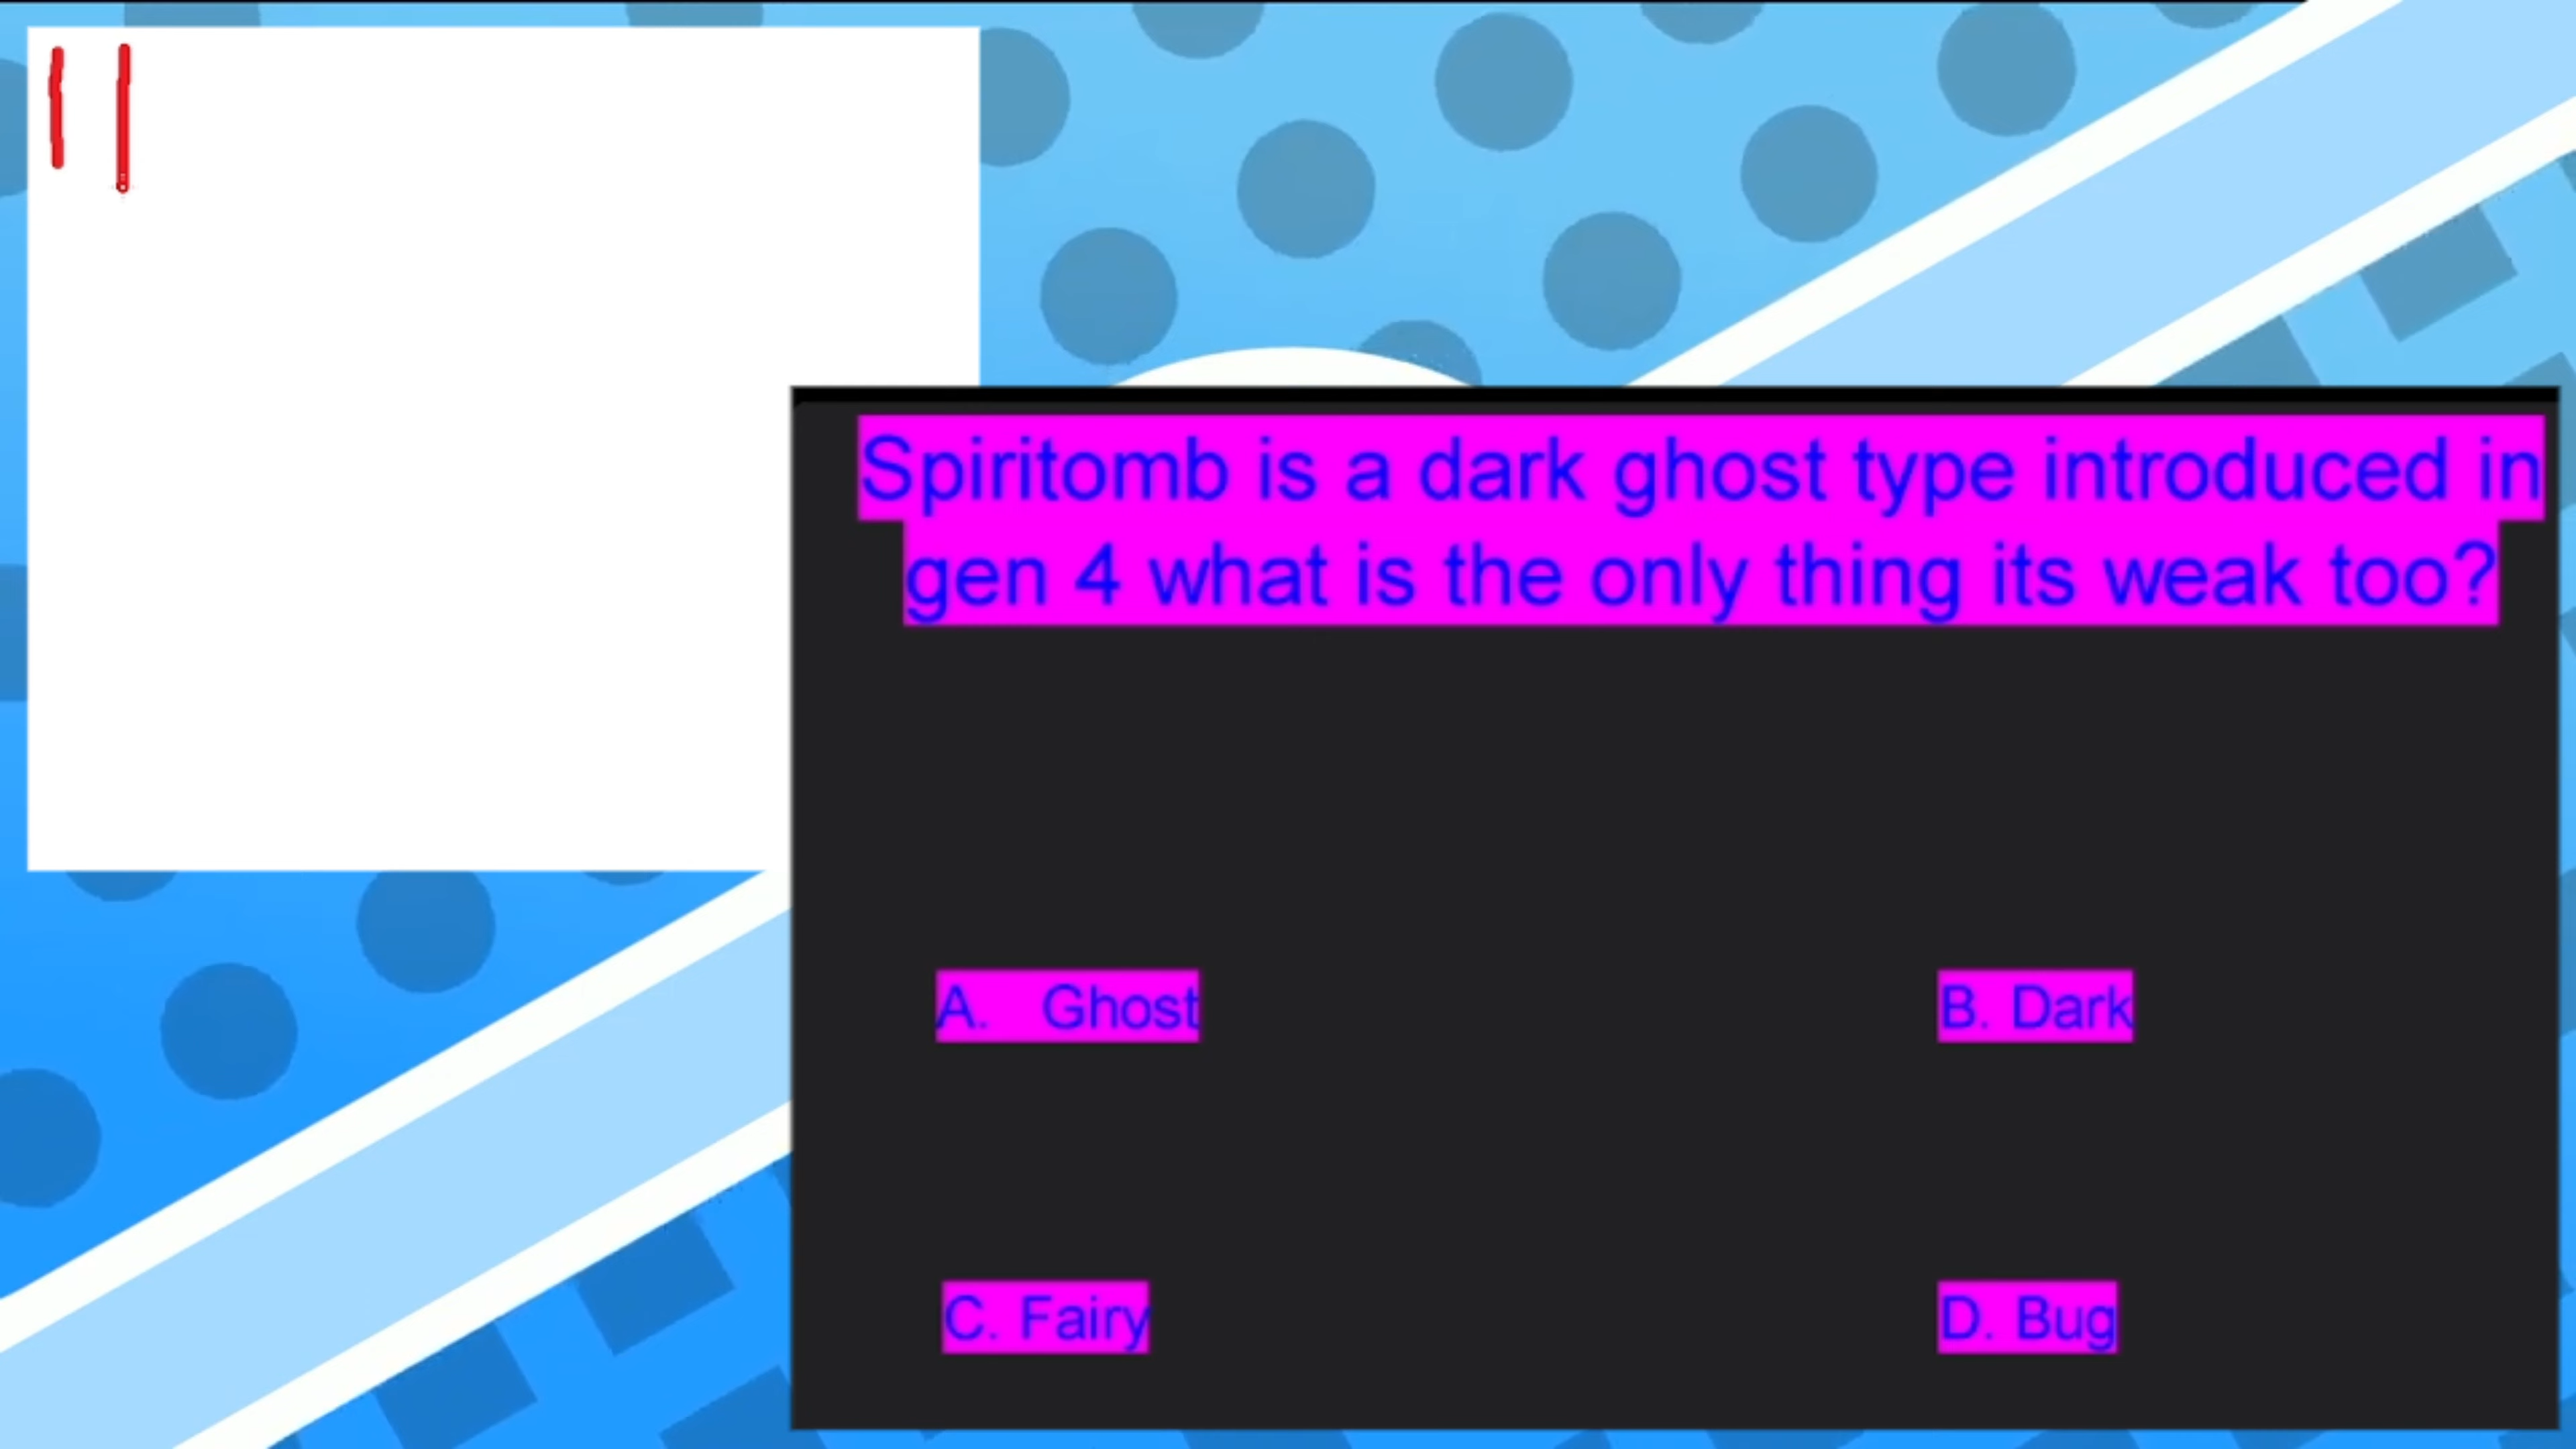 Spiritomb is a dark ghost type introduced in
gen 4 what is the only thing its weak too?
A. Ghost
B. Dark
C. Fairy
D. Bug